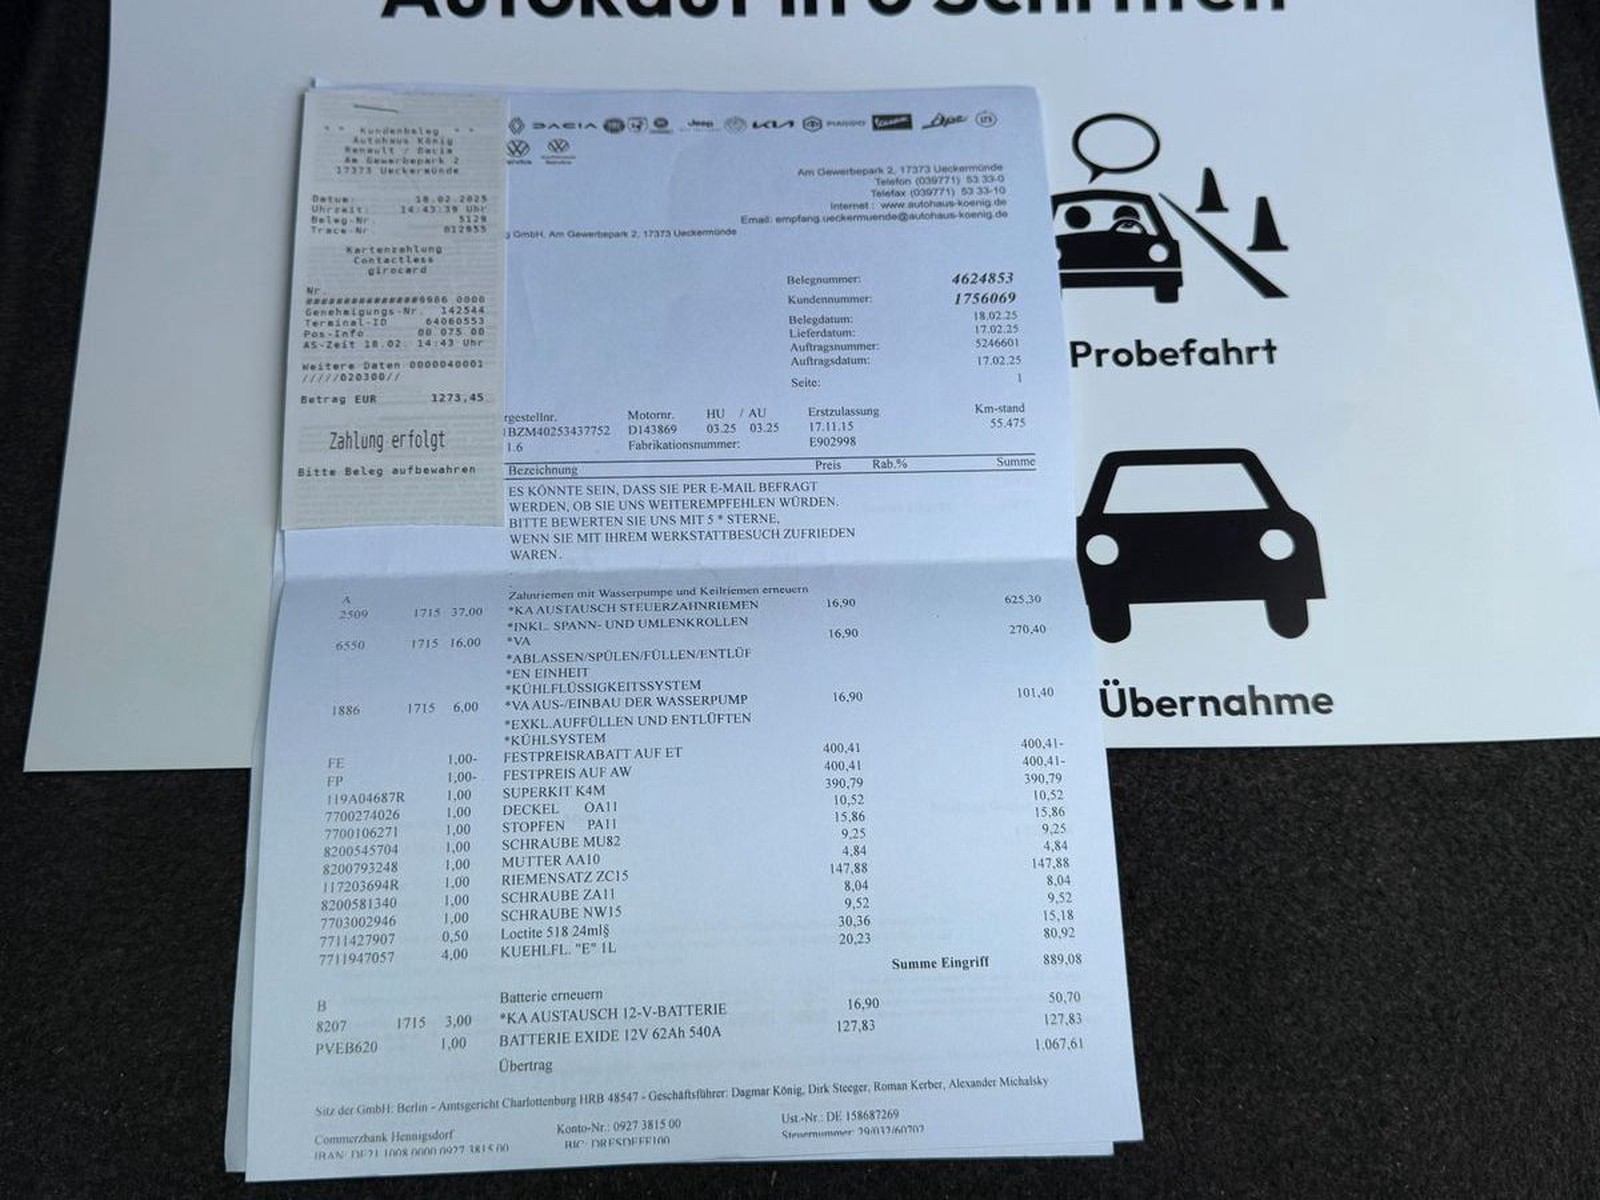 * * Kundenbeleg * *
Autohaus König
Renault / Dacia
Am Gewerbepark 2
17373 Ueckermünde
Datum: 18.02.2025
Uhrzeit: 14:43:39 Uhr
Beleg-Nr. 5129
Trace-Nr. 012955
Kartenzahlung
Contactless
girocard
Nr.
###############9986 0000
Genehmigungs-Nr. 142544
Terminal-ID 64060553
Pos-Info 00 075 00
AS-Zeit 18.02. 14:43 Uhr
Weitere Daten 0000040001
/////020300//
Betrag EUR 1273,45
Zahlung erfolgt
Bitte Beleg aufbewahren
DACIA Jeep KIA PIAGGIO Vespa Ape
Am Gewerbepark 2, 17373 Ueckermünde
Telefon (039771) 53 33-0
Telefax (039771) 53 33-10
Internet : www.autohaus-koenig.de
Email: empfang.ueckermuende@autohaus-koenig.de
g GmbH, Am Gewerbepark 2, 17373 Ueckermünde
Belegnummer: 4624853
Kundennummer: 1756069
Belegdatum: 18.02.25
Lieferdatum: 17.02.25
Auftragsnummer: 5246601
Auftragsdatum: 17.02.25
Seite: 1
rgestellnr. Motornr. HU / AU Erstzulassung Km-stand
1BZM40253437752 D143869 03.25 03.25 17.11.15 55.475
1.6 Fabrikationsnummer: E902998
Bezeichnung Preis Rab.% Summe
ES KÖNNTE SEIN, DASS SIE PER E-MAIL BEFRAGT
WERDEN, OB SIE UNS WEITEREMPFEHLEN WÜRDEN.
BITTE BEWERTEN SIE UNS MIT 5 * STERNE,
WENN SIE MIT IHREM WERKSTATTBESUCH ZUFRIEDEN
WAREN.
A Zahnriemen mit Wasserpumpe und Keilriemen erneuern
2509 1715 37,00 *KA AUSTAUSCH STEUERZAHNRIEMEN 16,90 625,30
*INKL. SPANN- UND UMLENKROLLEN
6550 1715 16,00 *VA 16,90 270,40
*ABLASSEN/SPÜLEN/FÜLLEN/ENTLÜF
*EN EINHEIT
*KÜHLFLÜSSIGKEITSSYSTEM
1886 1715 6,00 *VA AUS-/EINBAU DER WASSERPUMP 16,90 101,40
*EXKL.AUFFÜLLEN UND ENTLÜFTEN
*KÜHLSYSTEM
FE 1,00- FESTPREISRABATT AUF ET 400,41 400,41-
FP 1,00- FESTPREIS AUF AW 400,41 400,41-
119A04687R 1,00 SUPERKIT K4M 390,79 390,79
7700274026 1,00 DECKEL OA11 10,52 10,52
7700106271 1,00 STOPFEN PA11 15,86 15,86
8200545704 1,00 SCHRAUBE MU82 9,25 9,25
8200793248 1,00 MUTTER AA10 4,84 4,84
117203694R 1,00 RIEMENSATZ ZC15 147,88 147,88
8200581340 1,00 SCHRAUBE ZA11 8,04 8,04
7703002946 1,00 SCHRAUBE NW15 9,52 9,52
7711427907 0,50 Loctite 518 24ml§ 30,36 15,18
7711947057 4,00 KUEHLFL. "E" 1L 20,23 80,92
Summe Eingriff 889,08
B Batterie erneuern
8207 1715 3,00 *KA AUSTAUSCH 12-V-BATTERIE 16,90 50,70
PVEB620 1,00 BATTERIE EXIDE 12V 62Ah 540A 127,83 127,83
Übertrag 1.067,61
Sitz der GmbH: Berlin - Amtsgericht Charlottenburg HRB 48547 - Geschäftsführer: Dagmar König, Dirk Steeger, Roman Kerber, Alexander Michalsky
Commerzbank Hennigsdorf Konto-Nr.: 0927 3815 00 Ust.-Nr.: DE 158687269
IBAN: DE21 1008 0000 0927 3815 00 BIC: DRESDEFF100 Steuernummer: 29/032/60702
Probefahrt
Übernahme